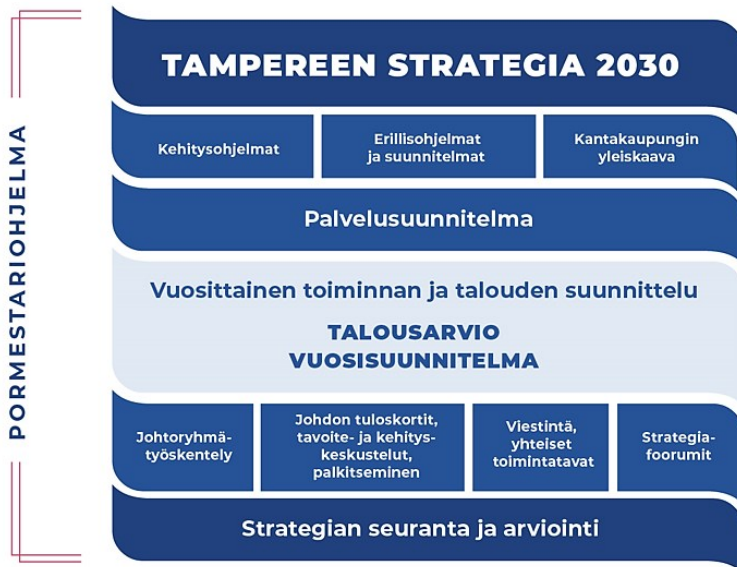 PORMESTARIOHJELMA
TAMPEREEN STRATEGIA 2030
Kehitysohjelmat
Erillisohjelmat
ja suunnitelmat
Kantakaupungin
yleiskaava
Palvelusuunnitelma
Vuosittainen toiminnan ja talouden suunnittelu
TALOUSARVIO
VUOSISUUNNITELMA
Johtoryhmä-
työskentely
Johdon tuloskortit,
tavoite- ja kehitys-
keskustelut,
palkitseminen
Viestintä,
yhteiset
toimintatavat
Strategia-
foorumit
Strategian seuranta ja arviointi